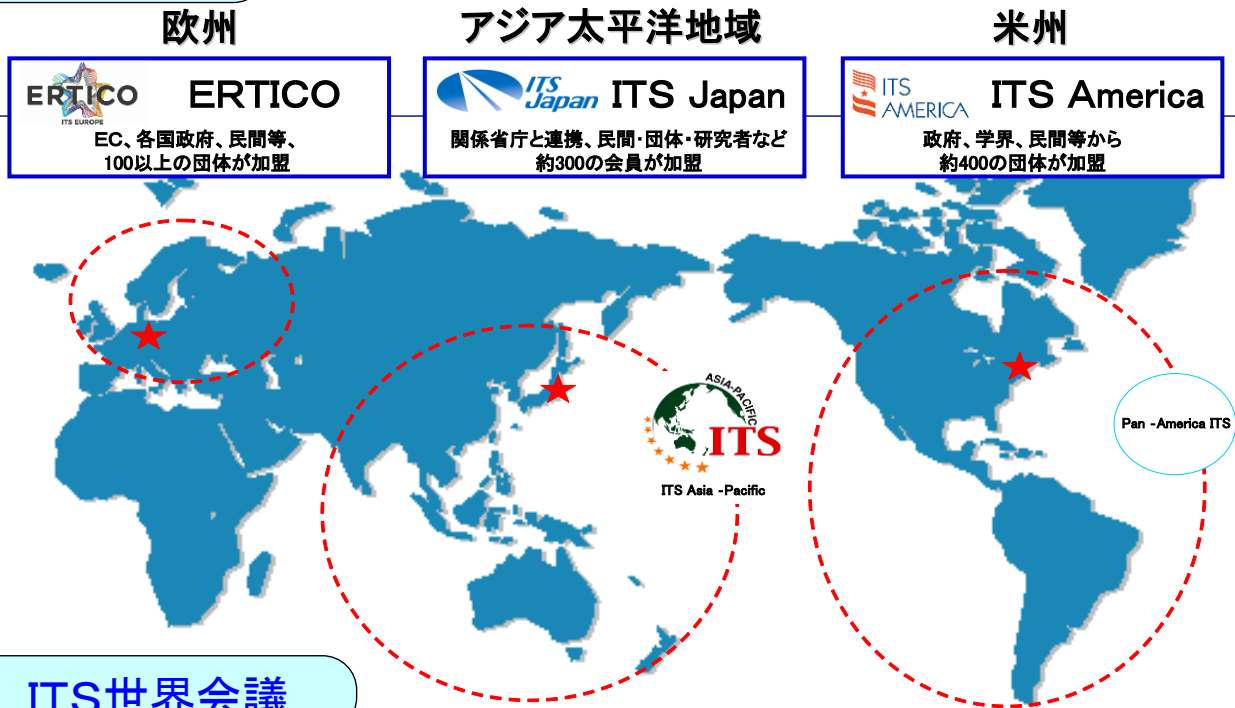 欧州
アジア太平洋地域
米州
ERTICO
ITS EUROPE
ERTICO
EC、各国政府、民間等、
100以上の団体が加盟
ITS
Japan
ITS Japan
関係省庁と連携、民間・団体・研究者など
約300の会員が加盟
ITS
AMERICA
ITS America
政府、学界、民間等から
約400の団体が加盟
ASIA-PACIFIC
ITS
ITS Asia -Pacific
Pan -America ITS
ITS世界会議